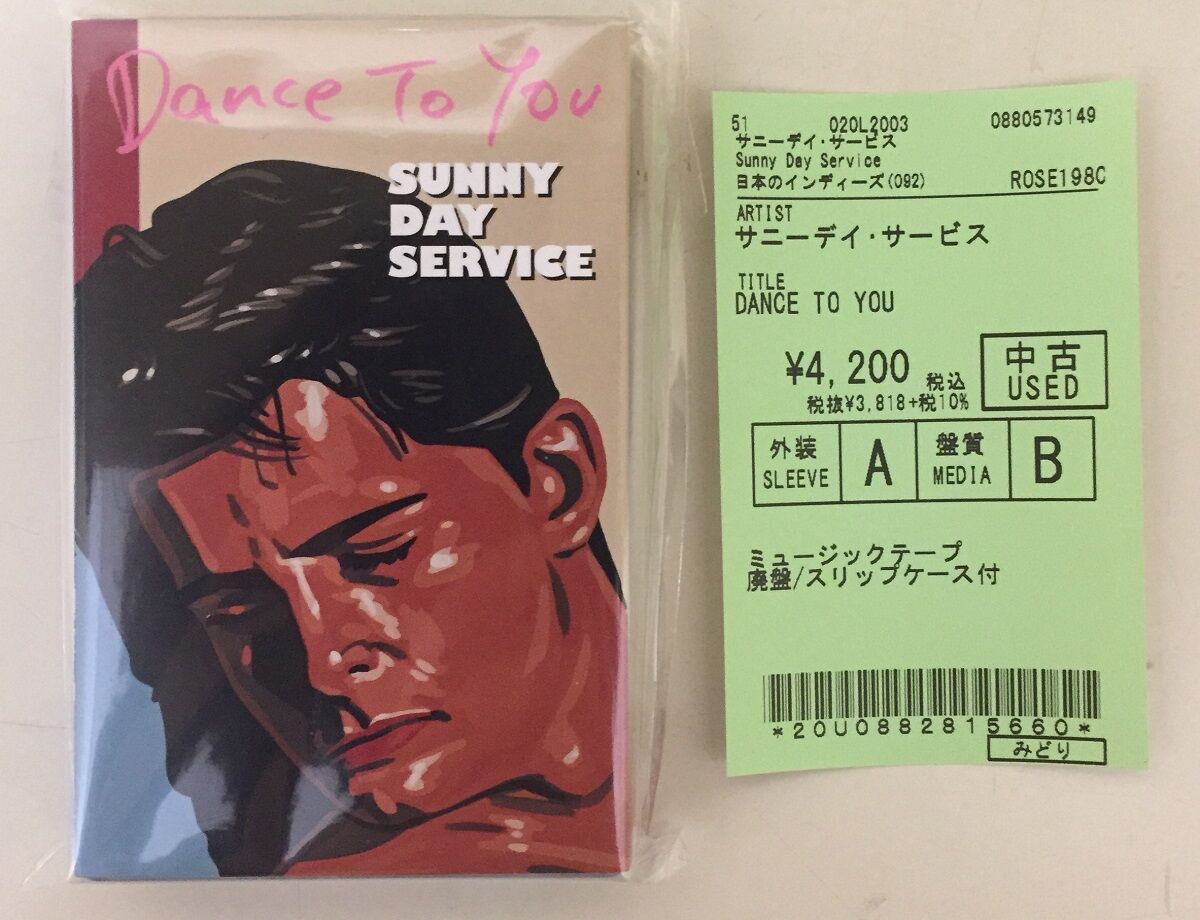 Dance To You
SUNNY
DAY
SERVICE
51 020L2003 0880573149
サニーデイ・サービス
Sunny Day Service
日本のインディーズ(092) ROSE198C
ARTIST
サニーデイ・サービス
TITLE
DANCE TO YOU
¥4,200 税込
税抜¥3,818+税10%
中古
USED
外装
SLEEVE
A
盤質
MEDIA
B
ミュージックテープ
廃盤/スリップケース付
*20U0882815660*
みどり